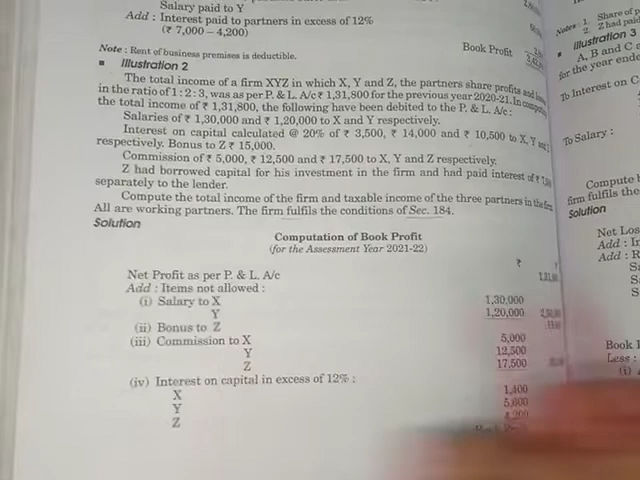 Salary paid to Y
Add : Interest paid to partners in excess of 12%
(₹ 7,000 – 4,200)
Book Profit
Note : Rent of business premises is deductible.
Illustration 2
The total income of a firm XYZ in which X, Y and Z, the partners share profits and
in the ratio of 1 : 2 : 3, was as per P. & L. A/c ₹ 1,31,800 for the previous year 2020-21. In
the total income of ₹ 1,31,800, the following have been debited to the P. & L. A/c :
Salaries of ₹ 1,30,000 and ₹ 1,20,000 to X and Y respectively.
Interest on capital calculated @ 20% of ₹ 3,500, ₹ 14,000 and ₹ 10,500 to X, Y
respectively. Bonus to Z ₹ 15,000.
Commission of ₹ 5,000, ₹ 12,500 and ₹ 17,500 to X, Y and Z respectively.
Z had borrowed capital for his investment in the firm and had paid interest of ₹
separately to the lender.
Compute the total income of the firm and taxable income of the three partners in the
All are working partners. The firm fulfils the conditions of Sec. 184.
Solution
Computation of Book Profit
(for the Assessment Year 2021-22)
₹
Net Profit as per P. & L. A/c
Add : Items not allowed :
(i) Salary to X 1,30,000
Y 1,20,000
(ii) Bonus to Z
(iii) Commission to X 5,000
Y 12,500
Z 17,500
(iv) Interest on capital in excess of 12% :
X 1,400
Y 5,600
Z 4,200
Notes : 1. Share of
2. Z had paid
Illustration 3
A, B and C
for the year ende
To Interest on C
To Salary :
Compute
firm fulfils the
Solution
Net Los
Add : In
Add : R
Book
Less :
(i)